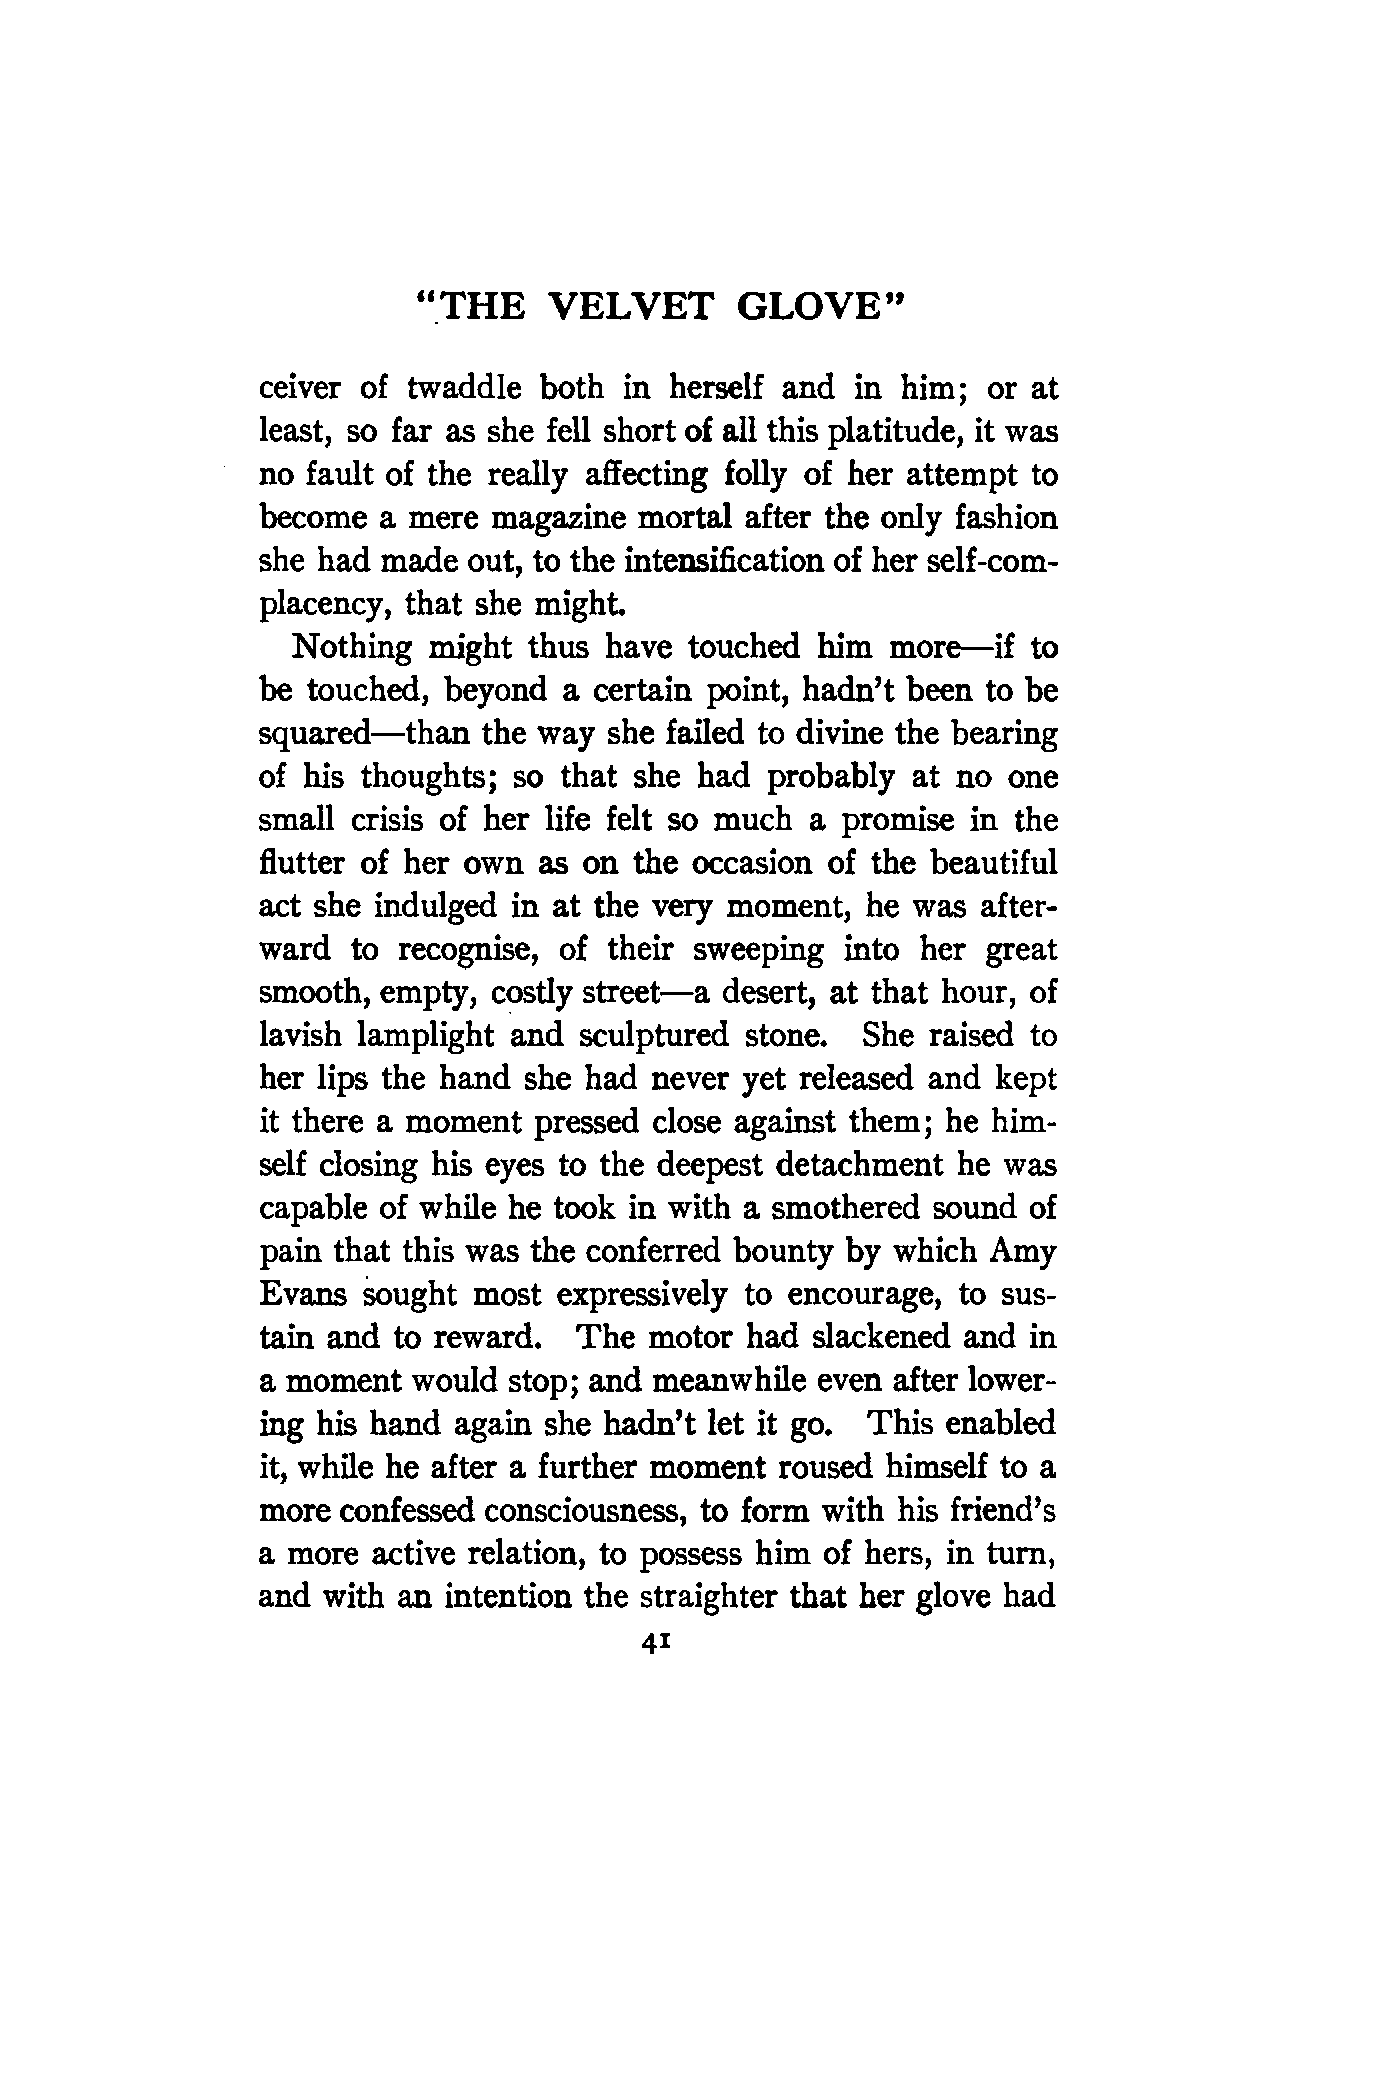 "THE VELVET GLOVE"
ceiver of twaddle both in herself and in him; or at
least, so far as she fell short of all this platitude, it was
no fault of the really affecting folly of her attempt to
become a mere magazine mortal after the only fashion
she had made out, to the intensification of her self-com-
placency, that she might.
Nothing might thus have touched him more—if to
be touched, beyond a certain point, hadn't been to be
squared—than the way she failed to divine the bearing
of his thoughts; so that she had probably at no one
small crisis of her life felt so much a promise in the
flutter of her own as on the occasion of the beautiful
act she indulged in at the very moment, he was after-
ward to recognise, of their sweeping into her great
smooth, empty, costly street—a desert, at that hour, of
lavish lamplight and sculptured stone. She raised to
her lips the hand she had never yet released and kept
it there a moment pressed close against them; he him-
self closing his eyes to the deepest detachment he was
capable of while he took in with a smothered sound of
pain that this was the conferred bounty by which Amy
Evans sought most expressively to encourage, to sus-
tain and to reward. The motor had slackened and in
a moment would stop; and meanwhile even after lower-
ing his hand again she hadn't let it go. This enabled
it, while he after a further moment roused himself to a
more confessed consciousness, to form with his friend's
a more active relation, to possess him of hers, in turn,
and with an intention the straighter that her glove had
41